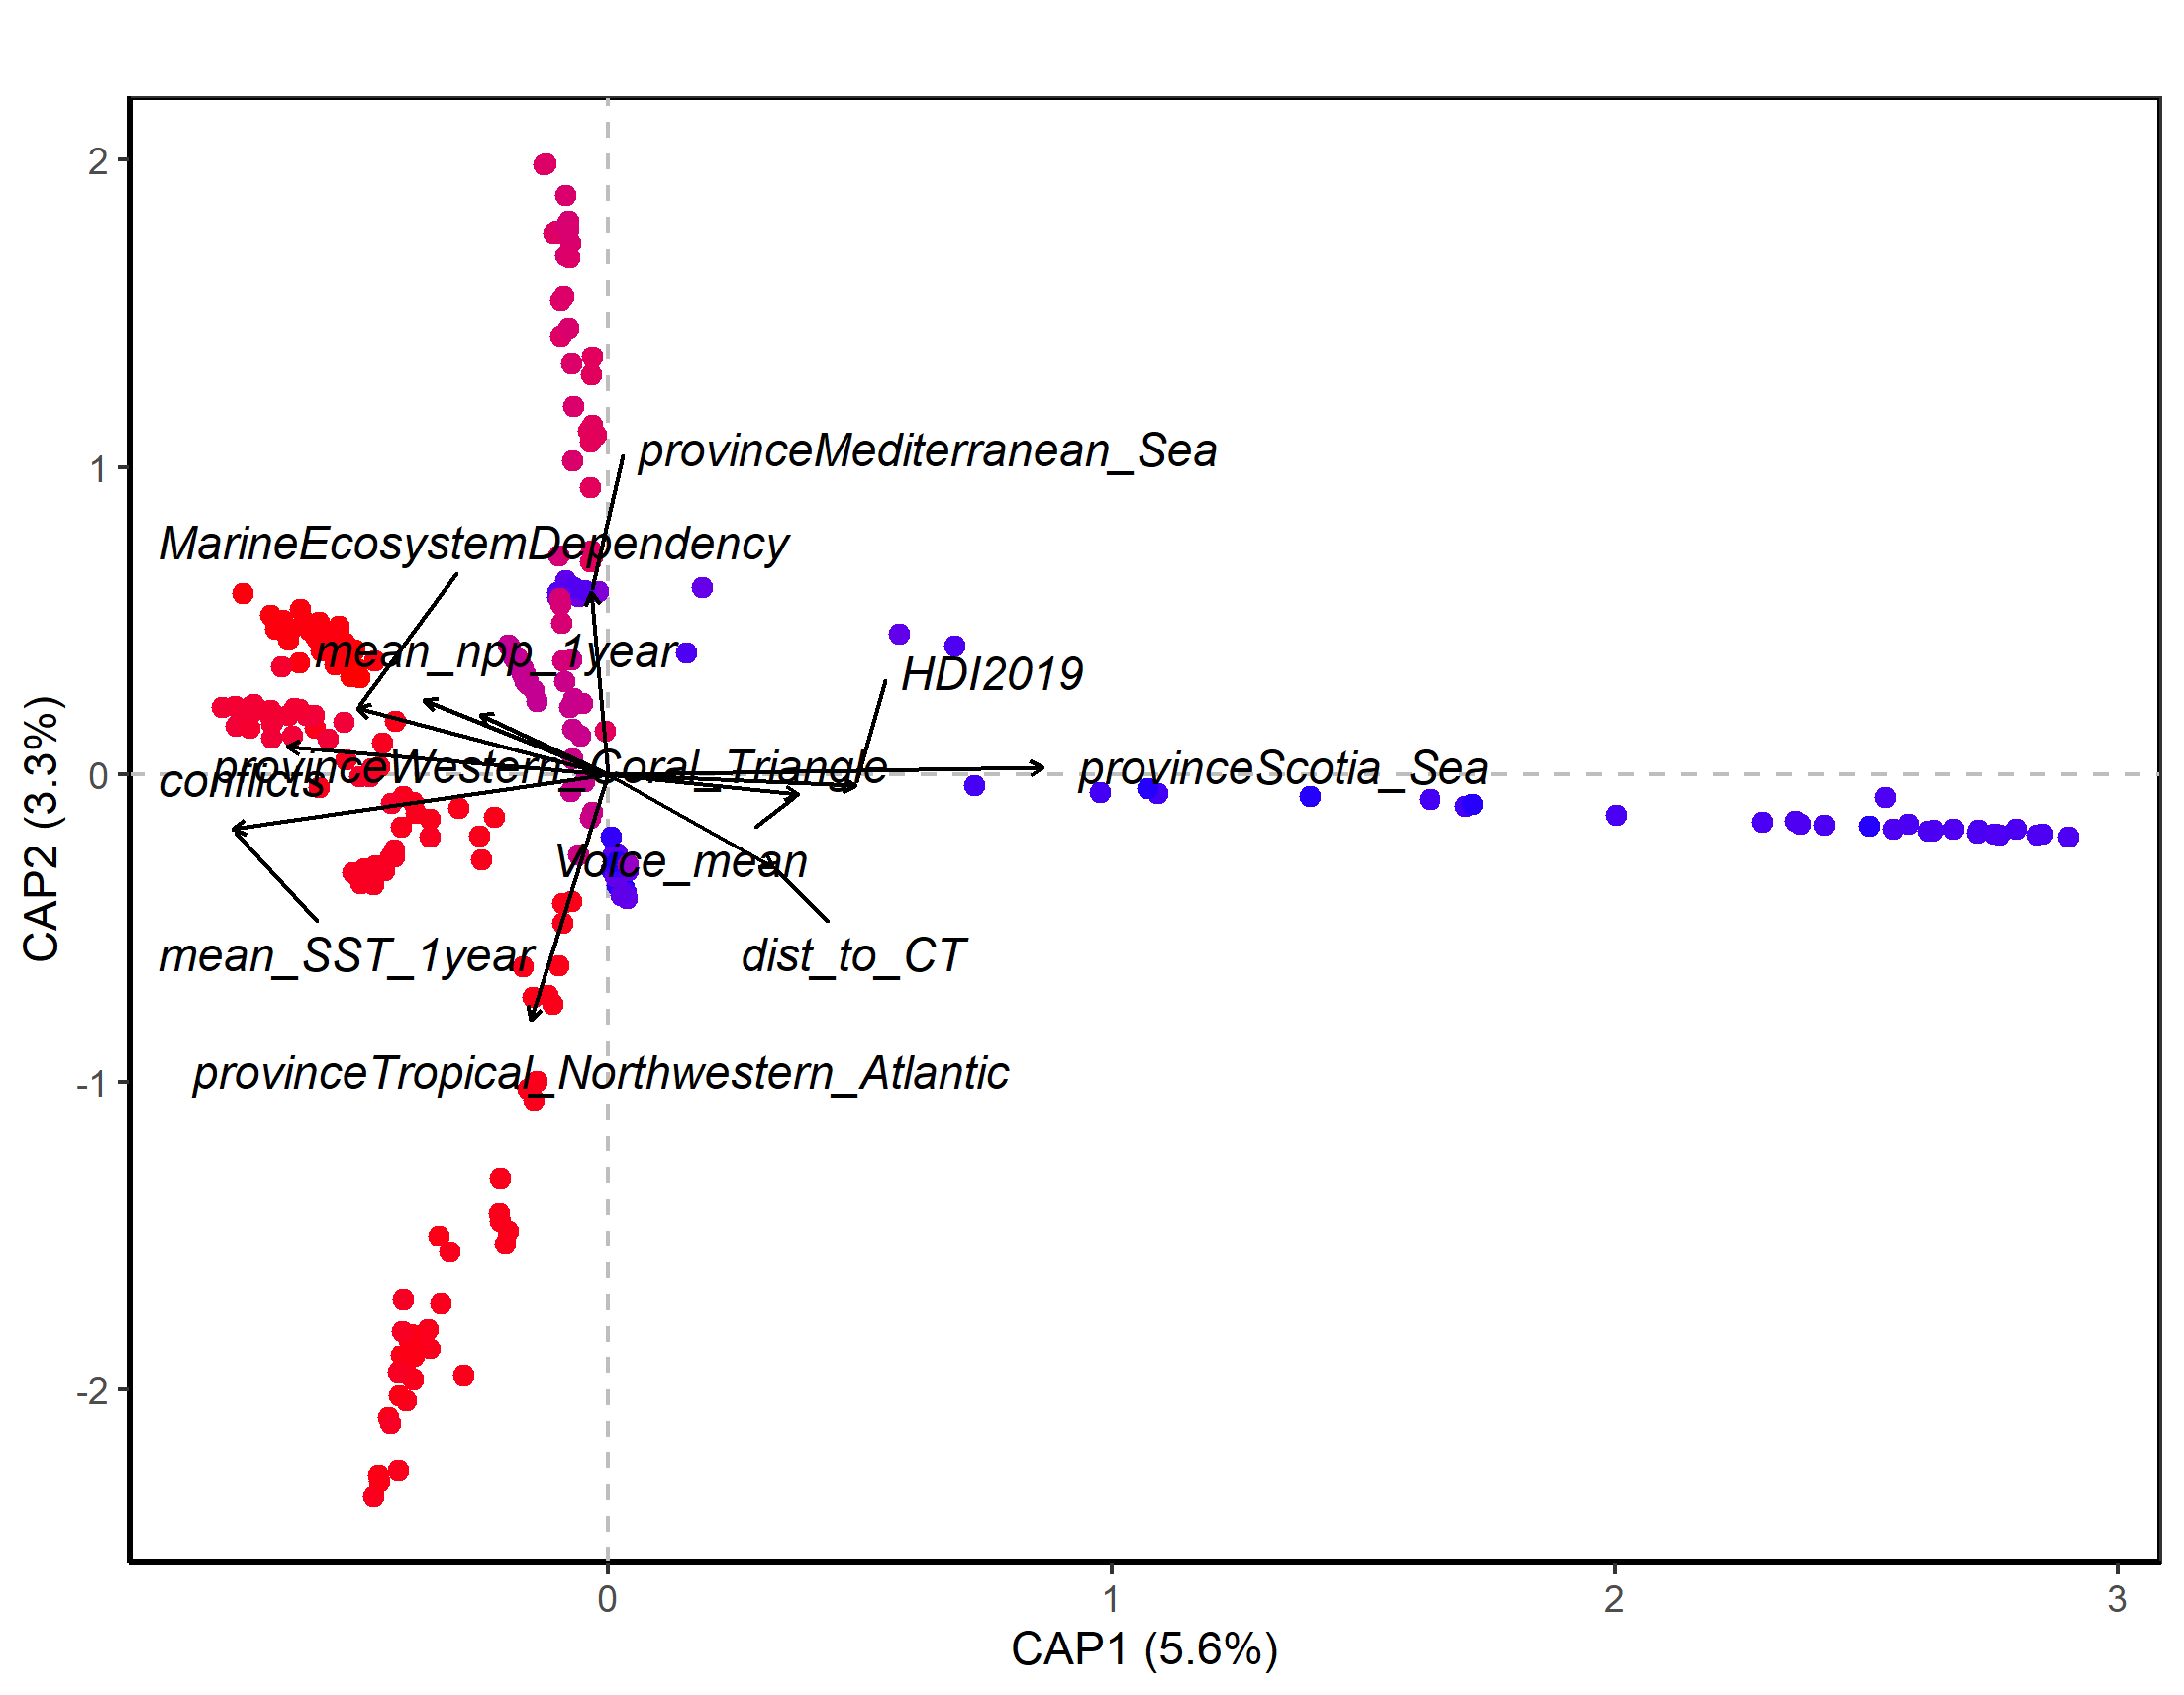 2
provinceMediterranean_Sea
1
MarineEcosystemDependency
mean_npp_1year
HDI2019
0
provinceWestern_Coral_Triangle
provinceScotia_Sea
conflicts
Voice_mean
mean_SST_1year
dist_to_CT
CAP2 (3.3%)
-1
provinceTropical_Northwestern_Atlantic
-2
0
1
2
3
CAP1 (5.6%)